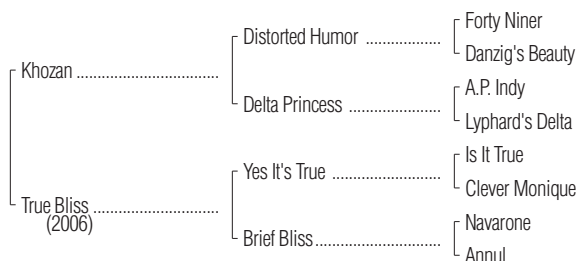 Forty Niner
Distorted Humor ....................
Danzig's Beauty
Khozan ......................................
A.P. Indy
Delta Princess ........................
Lyphard's Delta
Is It True
Yes It's True ...........................
Clever Monique
True Bliss .................................
(2006)
Navarone
Brief Bliss................................
Annul